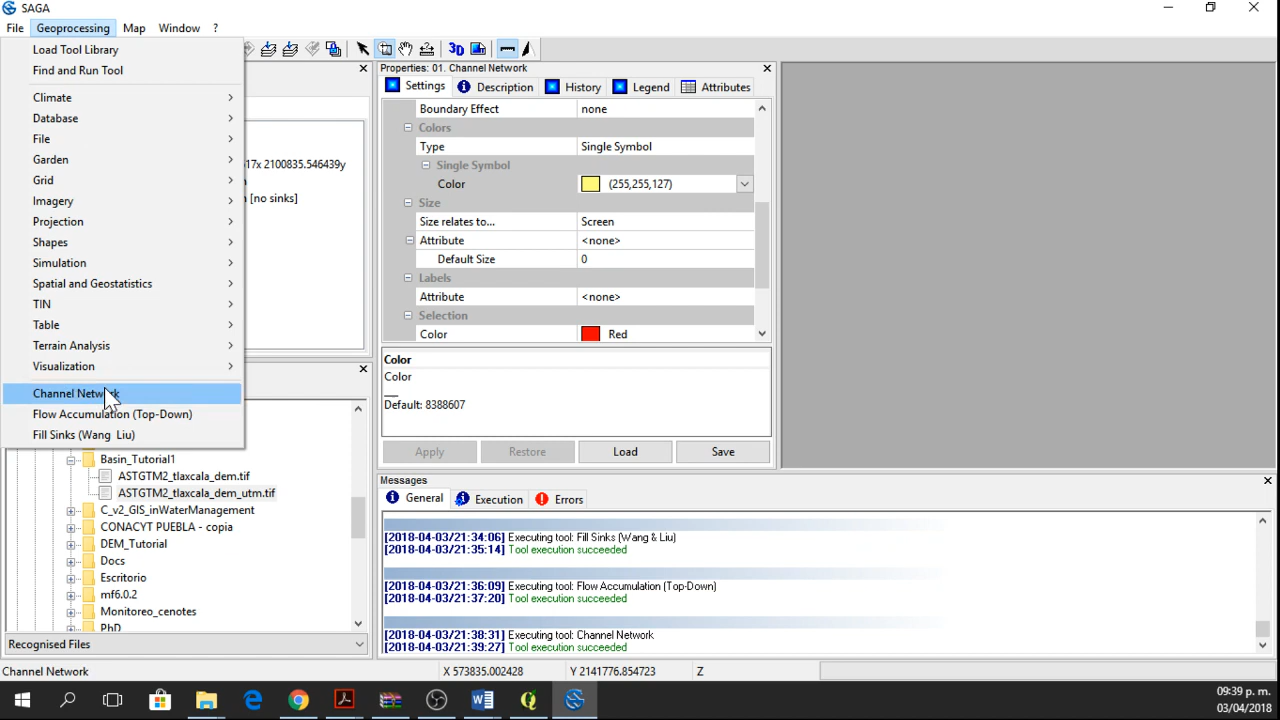 SAGA
File Geoprocessing Map Window ?
Load Tool Library
Find and Run Tool
Climate
Database
File
Garden
Grid
Imagery
Projection
Shapes
Simulation
Spatial and Geostatistics
TIN
Table
Terrain Analysis
Visualization
Channel Network
Flow Accumulation (Top-Down)
Fill Sinks (Wang Liu)
3D
17x 2100835.546439y
[no sinks]
Basin_Tutorial1
ASTGTM2_tlaxcala_dem.tif
ASTGTM2_tlaxcala_dem_utm.tif
C_v2_GIS_inWaterManagement
CONACYT PUEBLA - copia
DEM_Tutorial
Docs
Escritorio
mf6.0.2
Monitoreo_cenotes
PhD
Recognised Files
Properties: 01. Channel Network
Settings Description History Legend Attributes
Boundary Effect none
Colors
Type Single Symbol
Single Symbol
Color (255,255,127)
Size
Size relates to... Screen
Attribute <none>
Default Size 0
Labels
Attribute <none>
Selection
Color Red
Color
Color
__
Default: 8388607
Apply Restore Load Save
Messages
General Execution Errors
[2018-04-03/21:34:06] Executing tool: Fill Sinks (Wang & Liu)
[2018-04-03/21:35:14] Tool execution succeeded
[2018-04-03/21:36:09] Executing tool: Flow Accumulation (Top-Down)
[2018-04-03/21:37:20] Tool execution succeeded
[2018-04-03/21:38:31] Executing tool: Channel Network
[2018-04-03/21:39:27] Tool execution succeeded
Channel Network X 573835.002428 Y 2141776.854723 Z
09:39 p. m.
03/04/2018